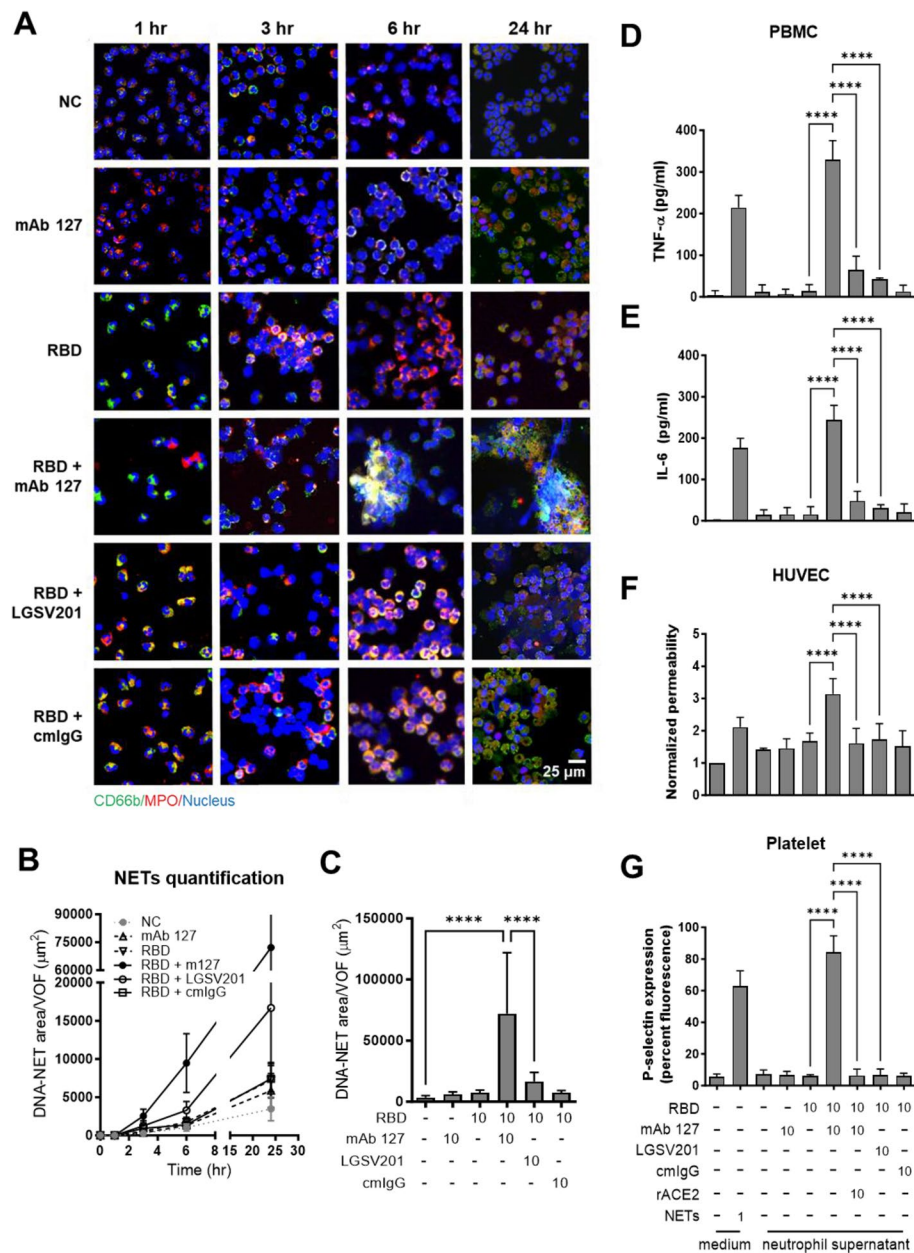 A
1 hr 3 hr 6 hr 24 hr
NC
mAb 127
RBD
RBD +
mAb 127
RBD +
LGSV201
RBD +
cmIgG
25 µm
CD66b/MPO/Nucleus
B
NETs quantification
DNA-NET area/VOF (µm²)
90000
75000
60000
45000
30000
20000
15000
10000
5000
0
NC
mAb 127
RBD
RBD + m127
RBD + LGSV201
RBD + cmIgG
0 2 4 6 8 15 20 25 30
Time (hr)
C
DNA-NET area/VOF (µm²)
150000
100000
50000
0
**** ****
RBD - - 10 10 10 10
mAb 127 - 10 - 10 - -
LGSV201 - - - - 10 -
cmIgG - - - - - 10
D
PBMC
TNF-α (pg/ml)
400
300
200
100
0
****
****
****
E
IL-6 (pg/ml)
400
300
200
100
0
****
****
****
F
HUVEC
Normalized permeability
5
4
3
2
1
0
****
****
****
G
Platelet
P-selectin expression
(percent fluorescence)
100
80
60
40
20
0
****
****
****
RBD - - - - 10 10 10 10 10
mAb 127 - - - 10 - 10 10 - -
LGSV201 - - - - - - - 10 -
cmIgG - - - - - - - - 10
rACE2 - - - - - - 10 - -
NETs - 1 - - - - - - -
medium neutrophil supernatant